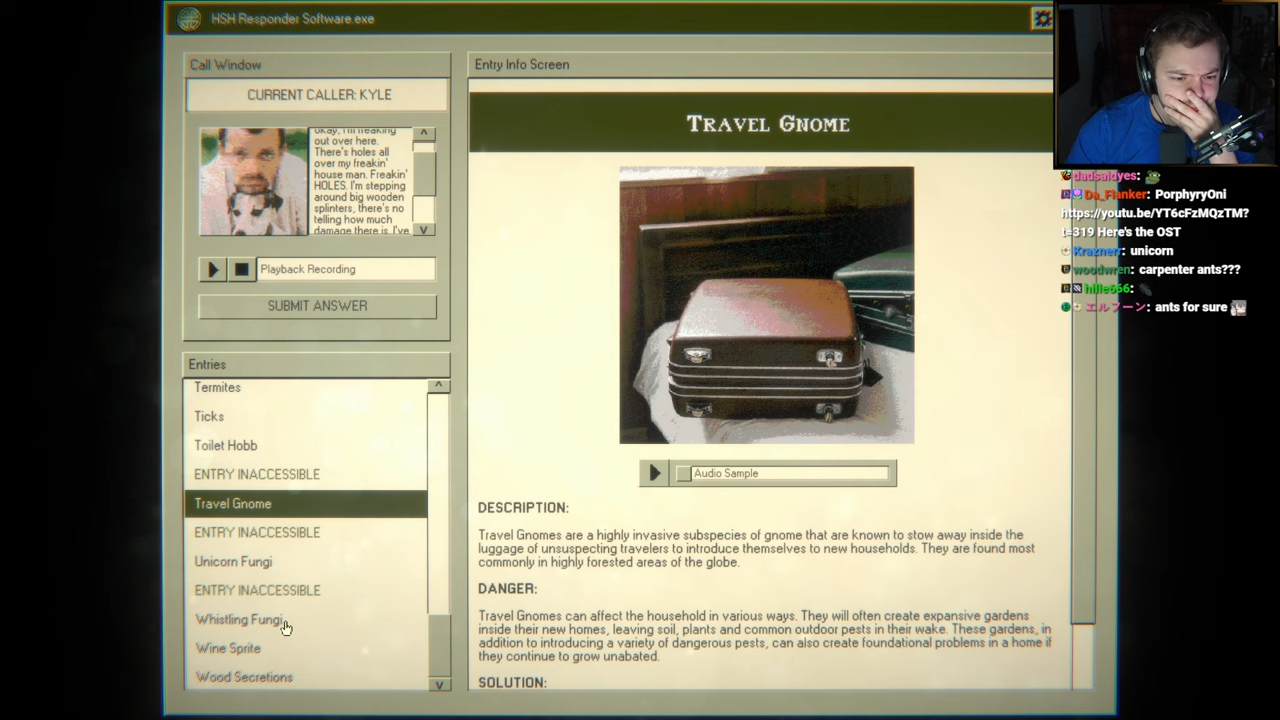 HSH Responder Software.exe
Call Window
CURRENT CALLER: KYLE
okay, I'm freaking
out over here.
There's holes all
over my freakin'
house man. Freakin'
HOLES. I'm stepping
around big wooden
splinters, there's no
telling how much
damage there is. I've
Playback Recording
SUBMIT ANSWER
Entries
Termites
Ticks
Toilet Hobb
ENTRY INACCESSIBLE
Travel Gnome
ENTRY INACCESSIBLE
Unicorn Fungi
ENTRY INACCESSIBLE
Whistling Fungi
Wine Sprite
Wood Secretions
Entry Info Screen
TRAVEL GNOME
Audio Sample
DESCRIPTION:
Travel Gnomes are a highly invasive subspecies of gnome that are known to stow away inside the
luggage of unsuspecting travelers to introduce themselves to new households. They are found most
commonly in highly forested areas of the globe.
DANGER:
Travel Gnomes can affect the household in various ways. They will often create expansive gardens
inside their new homes, leaving soil, plants and common outdoor pests in their wake. These gardens, in
addition to introducing a variety of dangerous pests, can also create foundational problems in a home if
they continue to grow unabated.
SOLUTION:
dadsaidyes:
Da_Flanker: PorphyryOni
https://youtu.be/YT6cFzMQzTM?
t=319 Here's the OST
Kraznerr: unicorn
woodwren: carpenter ants???
hille666:
エルフーン: ants for sure